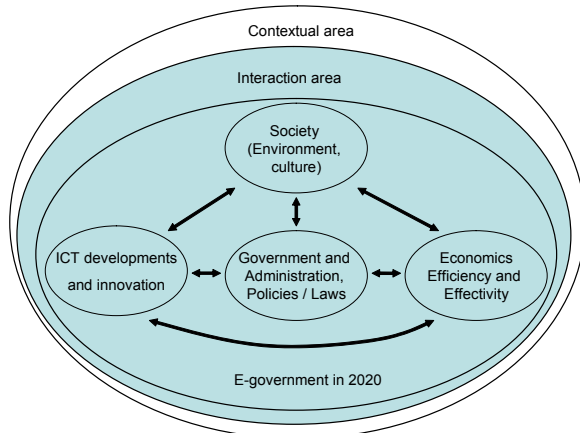 Contextual area
Interaction area
Society
(Environment,
culture)
ICT developments
and innovation
Government and
Administration,
Policies / Laws
Economics
Efficiency and
Effectivity
E-government in 2020